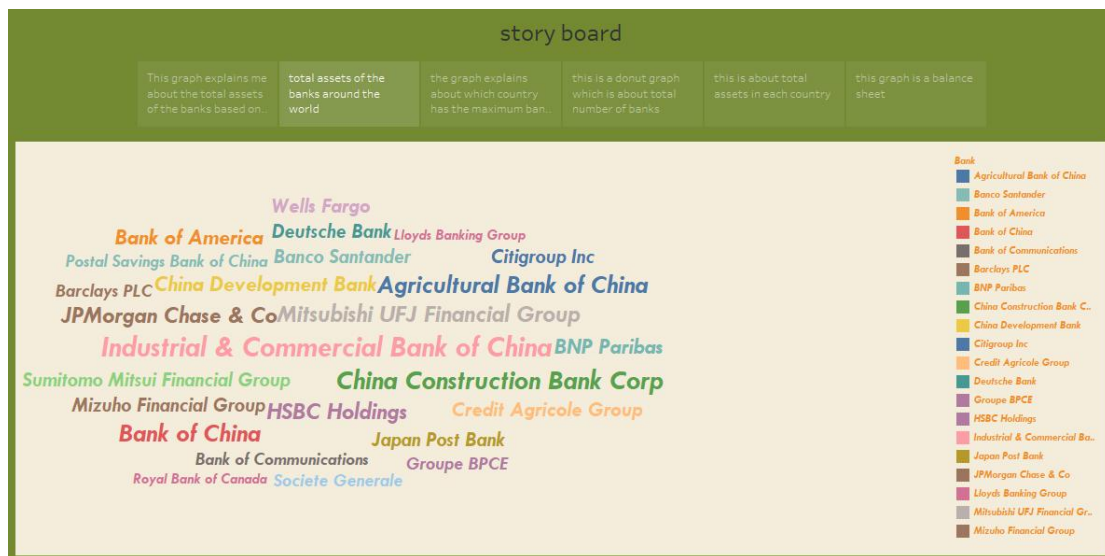 story board
This graph explains me
about the total assets
of the banks based on..
total assets of the
banks around the
world
the graph explains
about which country
has the maximum ban..
this is a donut graph
which is about total
number of banks
this is about total
assets in each country
this graph is a balance
sheet
Wells Fargo
Bank of America
Deutsche Bank
Lloyds Banking Group
Postal Savings Bank of China
Banco Santander
Citigroup Inc
Barclays PLC
China Development Bank
Agricultural Bank of China
JPMorgan Chase & Co
Mitsubishi UFJ Financial Group
Industrial & Commercial Bank of China
BNP Paribas
Sumitomo Mitsui Financial Group
China Construction Bank Corp
Mizuho Financial Group
HSBC Holdings
Credit Agricole Group
Bank of China
Japan Post Bank
Bank of Communications
Groupe BPCE
Royal Bank of Canada
Societe Generale
Bank
Agricultural Bank of China
Banco Santander
Bank of America
Bank of China
Bank of Communications
Barclays PLC
BNP Paribas
China Construction Bank C..
China Development Bank
Citigroup Inc
Credit Agricole Group
Deutsche Bank
Groupe BPCE
HSBC Holdings
Industrial & Commercial Ba..
Japan Post Bank
JPMorgan Chase & Co
Lloyds Banking Group
Mitsubishi UFJ Financial Gr..
Mizuho Financial Group